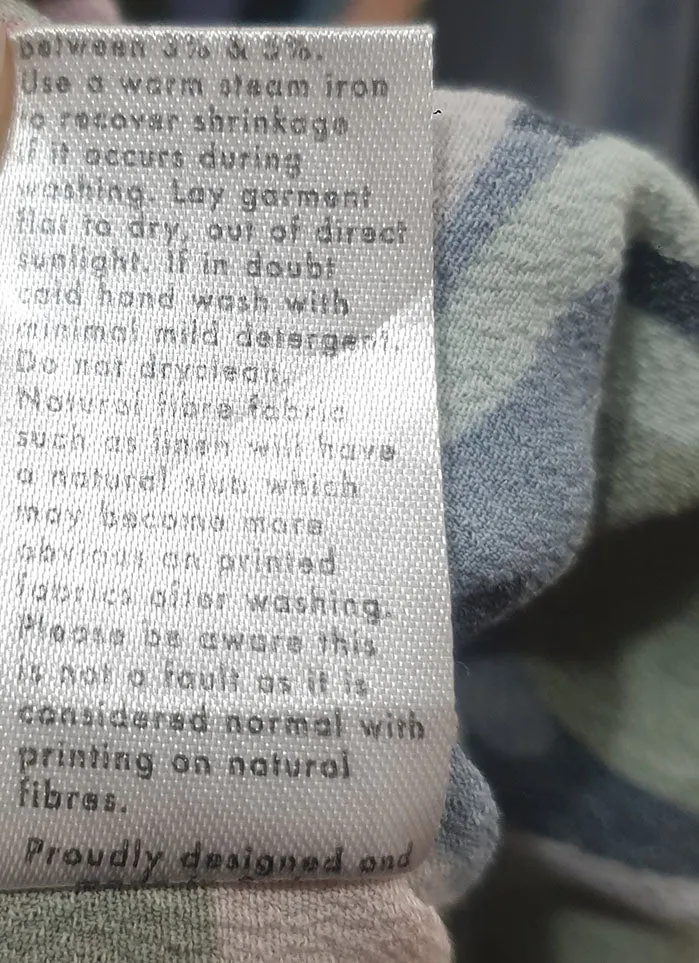 between 3% & 5%.
Use a warm steam iron
to recover shrinkage
if it occurs during
washing. Lay garment
flat to dry, out of direct
sunlight. If in doubt
cold hand wash with
minimal mild detergent.
Do not dryclean.
Natural fibre fabric
such as linen will have
a natural slub which
may become more
obvious on printed
fabrics after washing.
Please be aware this
is not a fault as it is
considered normal with
printing on natural
fibres.
Proudly designed and